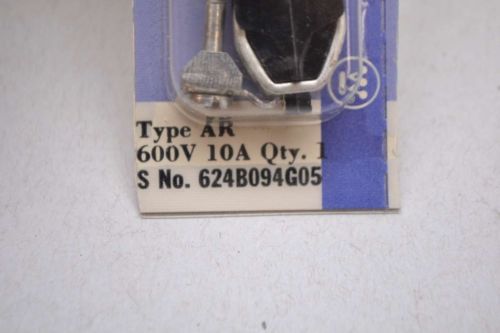 Type AR
600V 10A Qty. 1
S No. 624B094G05